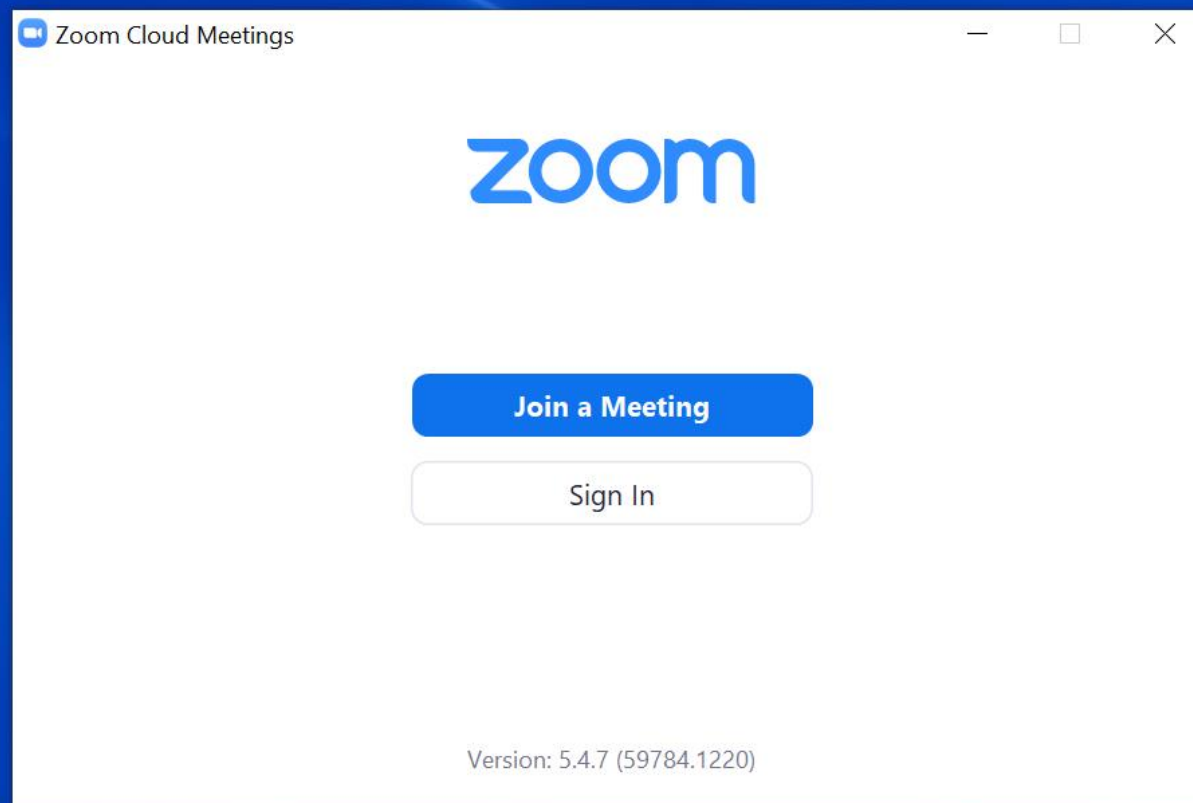 Zoom Cloud Meetings
zoom
Join a Meeting
Sign In
Version: 5.4.7 (59784.1220)